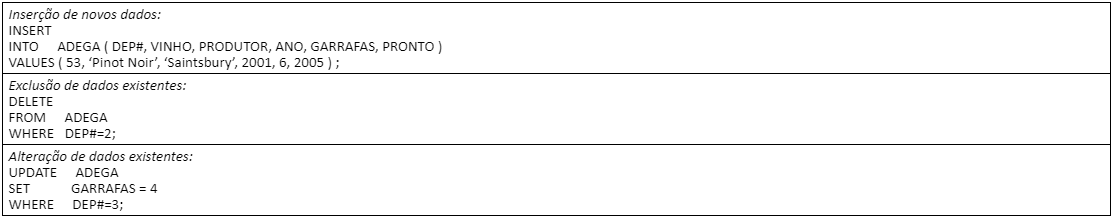 Inserção de novos dados:
INSERT
INTO ADEGA ( DEP#, VINHO, PRODUTOR, ANO, GARRAFAS, PRONTO )
VALUES ( 53, ‘Pinot Noir’, ‘Saintsbury’, 2001, 6, 2005 ) ;
Exclusão de dados existentes:
DELETE
FROM ADEGA
WHERE DEP#=2;
Alteração de dados existentes:
UPDATE ADEGA
SET GARRAFAS = 4
WHERE DEP#=3;